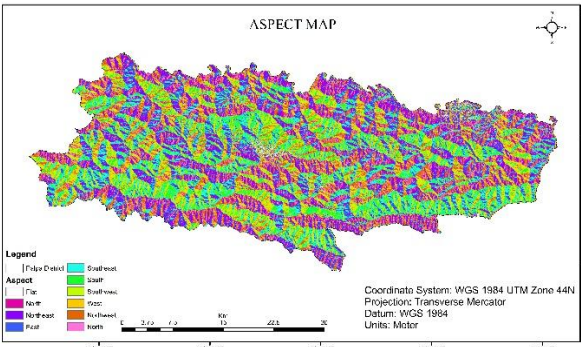 ASPECT MAP
Legend
Palpa District
Aspect
Flat
North
Northeast
East
Southeast
South
Southwest
West
Northwest
North
Km
0 3.75 7.5 15 22.5 30
Coordinate System: WGS 1984 UTM Zone 44N
Projection: Transverse Mercator
Datum: WGS 1984
Units: Meter